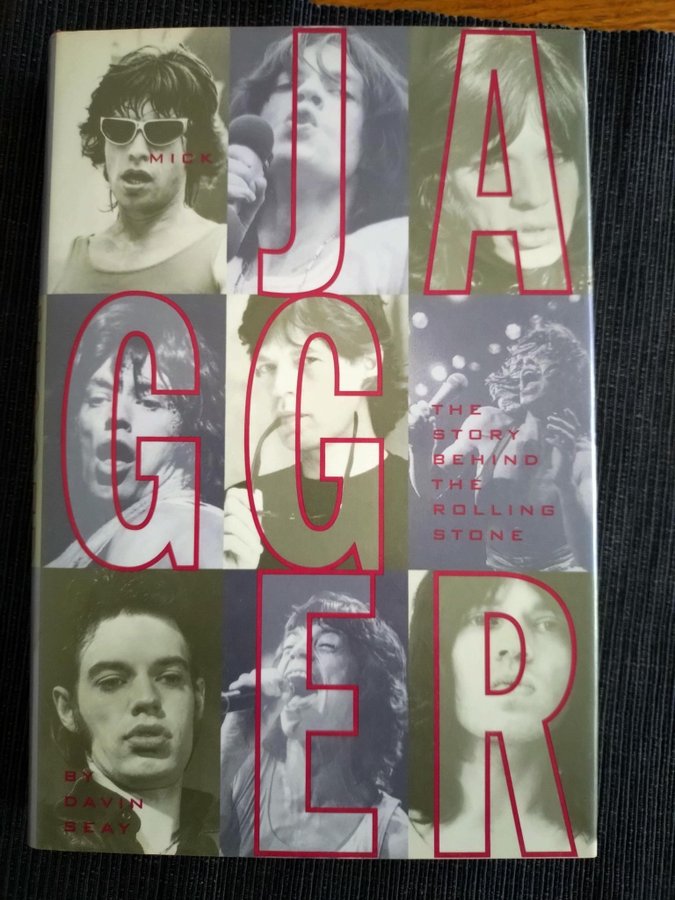 MICK
JA
GG
ER
THE
STORY
BEHIND
THE
ROLLING
STONE
BY
DAVIN
SEAY